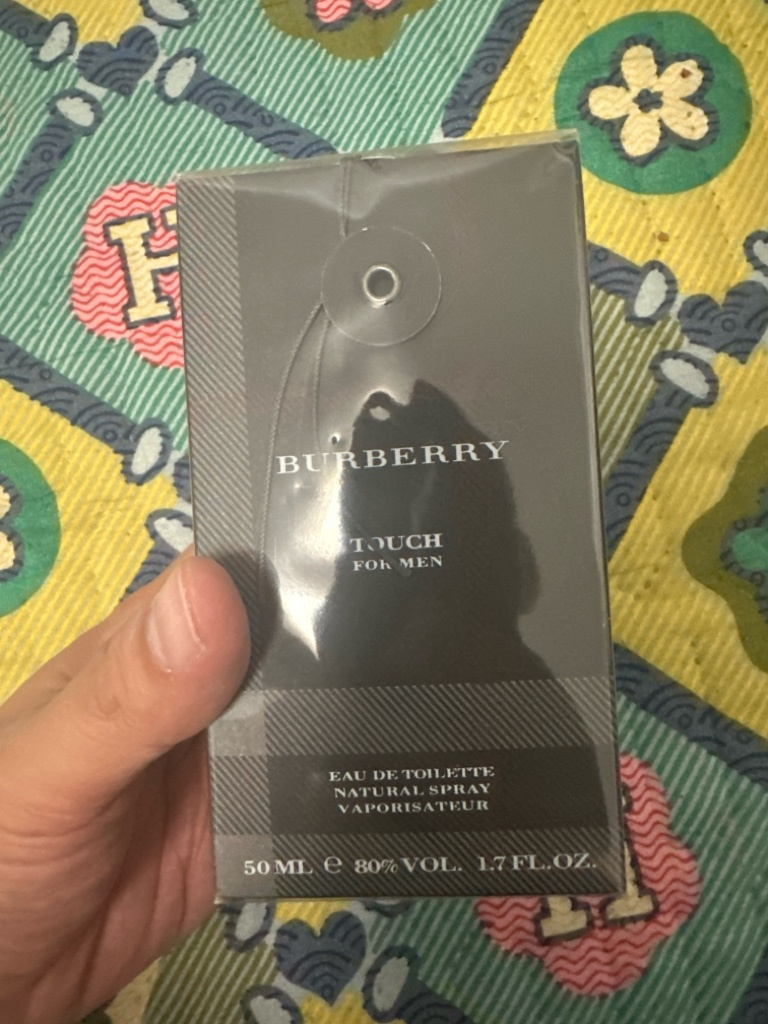 H
BURBERRY
TOUCH
FOR MEN
EAU DE TOILETTE
NATURAL SPRAY
VAPORISATEUR
50 ML ℮ 80% VOL. 1.7 FL.OZ.